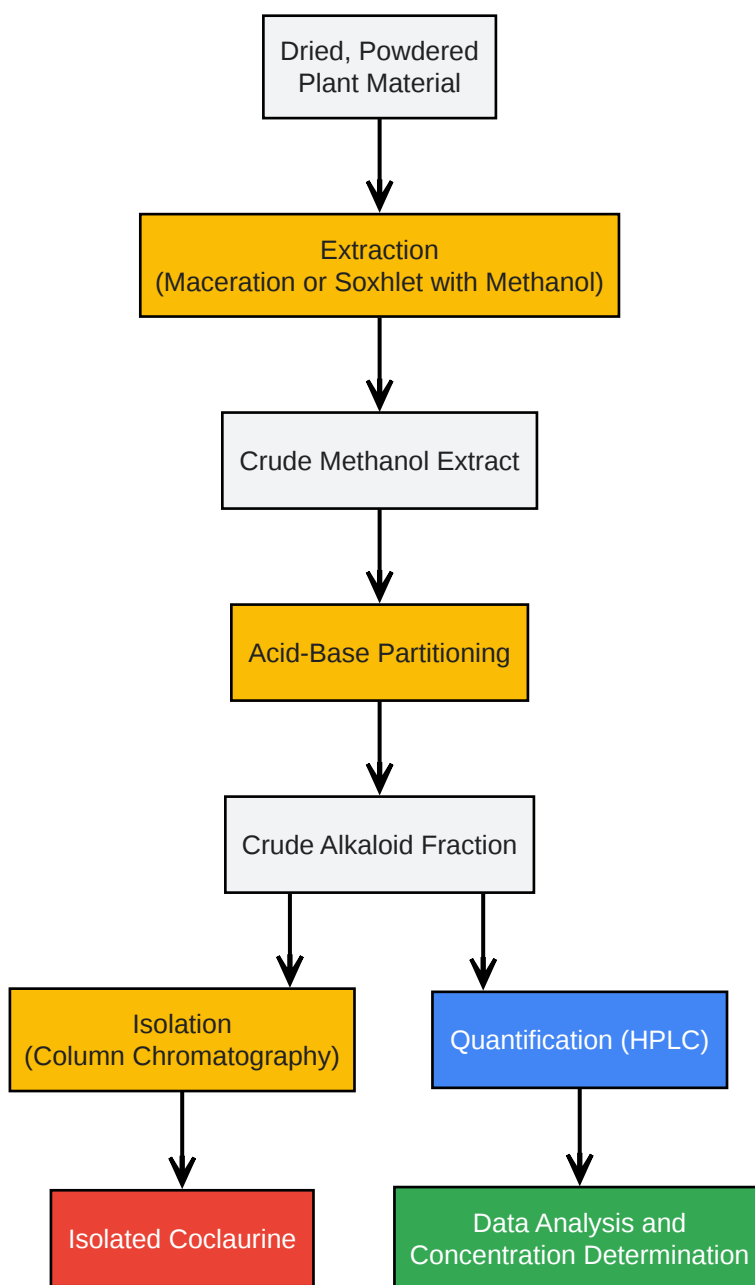 Dried, Powdered
Plant Material
Extraction
(Maceration or Soxhlet with Methanol)
Crude Methanol Extract
Acid-Base Partitioning
Crude Alkaloid Fraction
Isolation
(Column Chromatography)
Quantification (HPLC)
Isolated Coclaurine
Data Analysis and
Concentration Determination